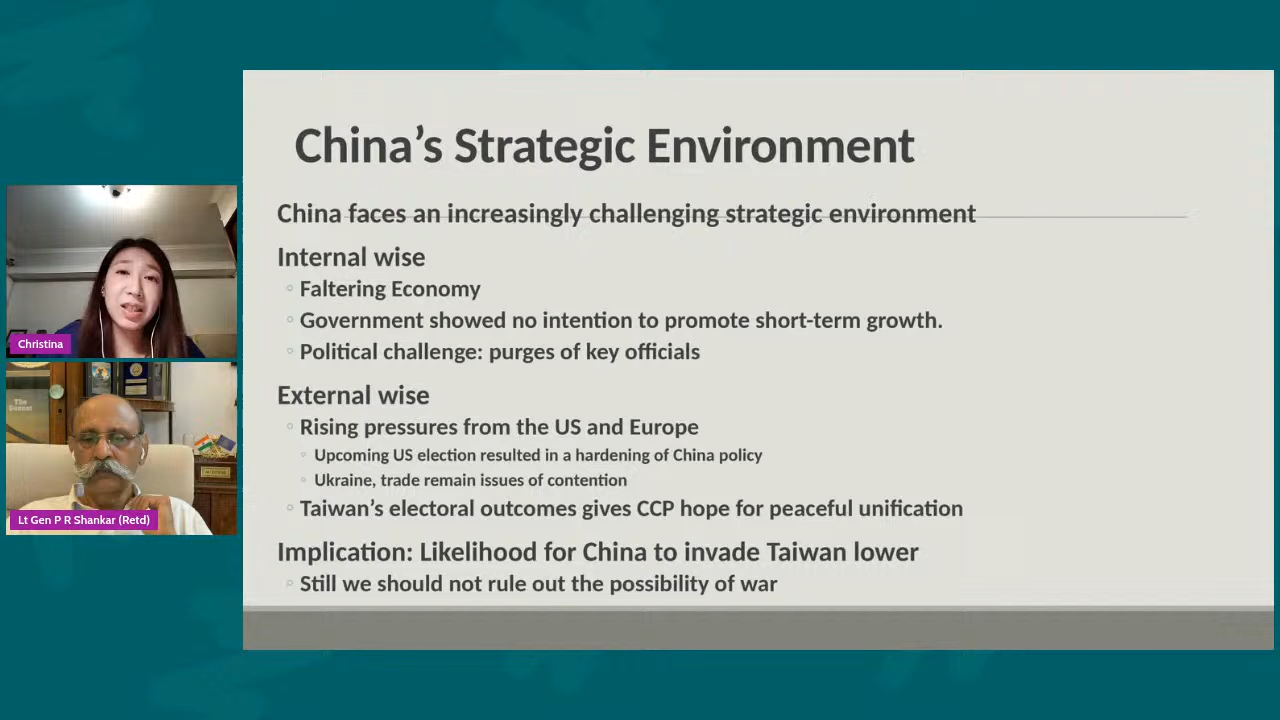 China's Strategic Environment
China faces an increasingly challenging strategic environment
Internal wise
◦ Faltering Economy
◦ Government showed no intention to promote short-term growth.
◦ Political challenge: purges of key officials
External wise
◦ Rising pressures from the US and Europe
◦ Upcoming US election resulted in a hardening of China policy
◦ Ukraine, trade remain issues of contention
◦ Taiwan's electoral outcomes gives CCP hope for peaceful unification
Implication: Likelihood for China to invade Taiwan lower
◦ Still we should not rule out the possibility of war
Christina
The
Lt Gen P R Shankar (Retd)